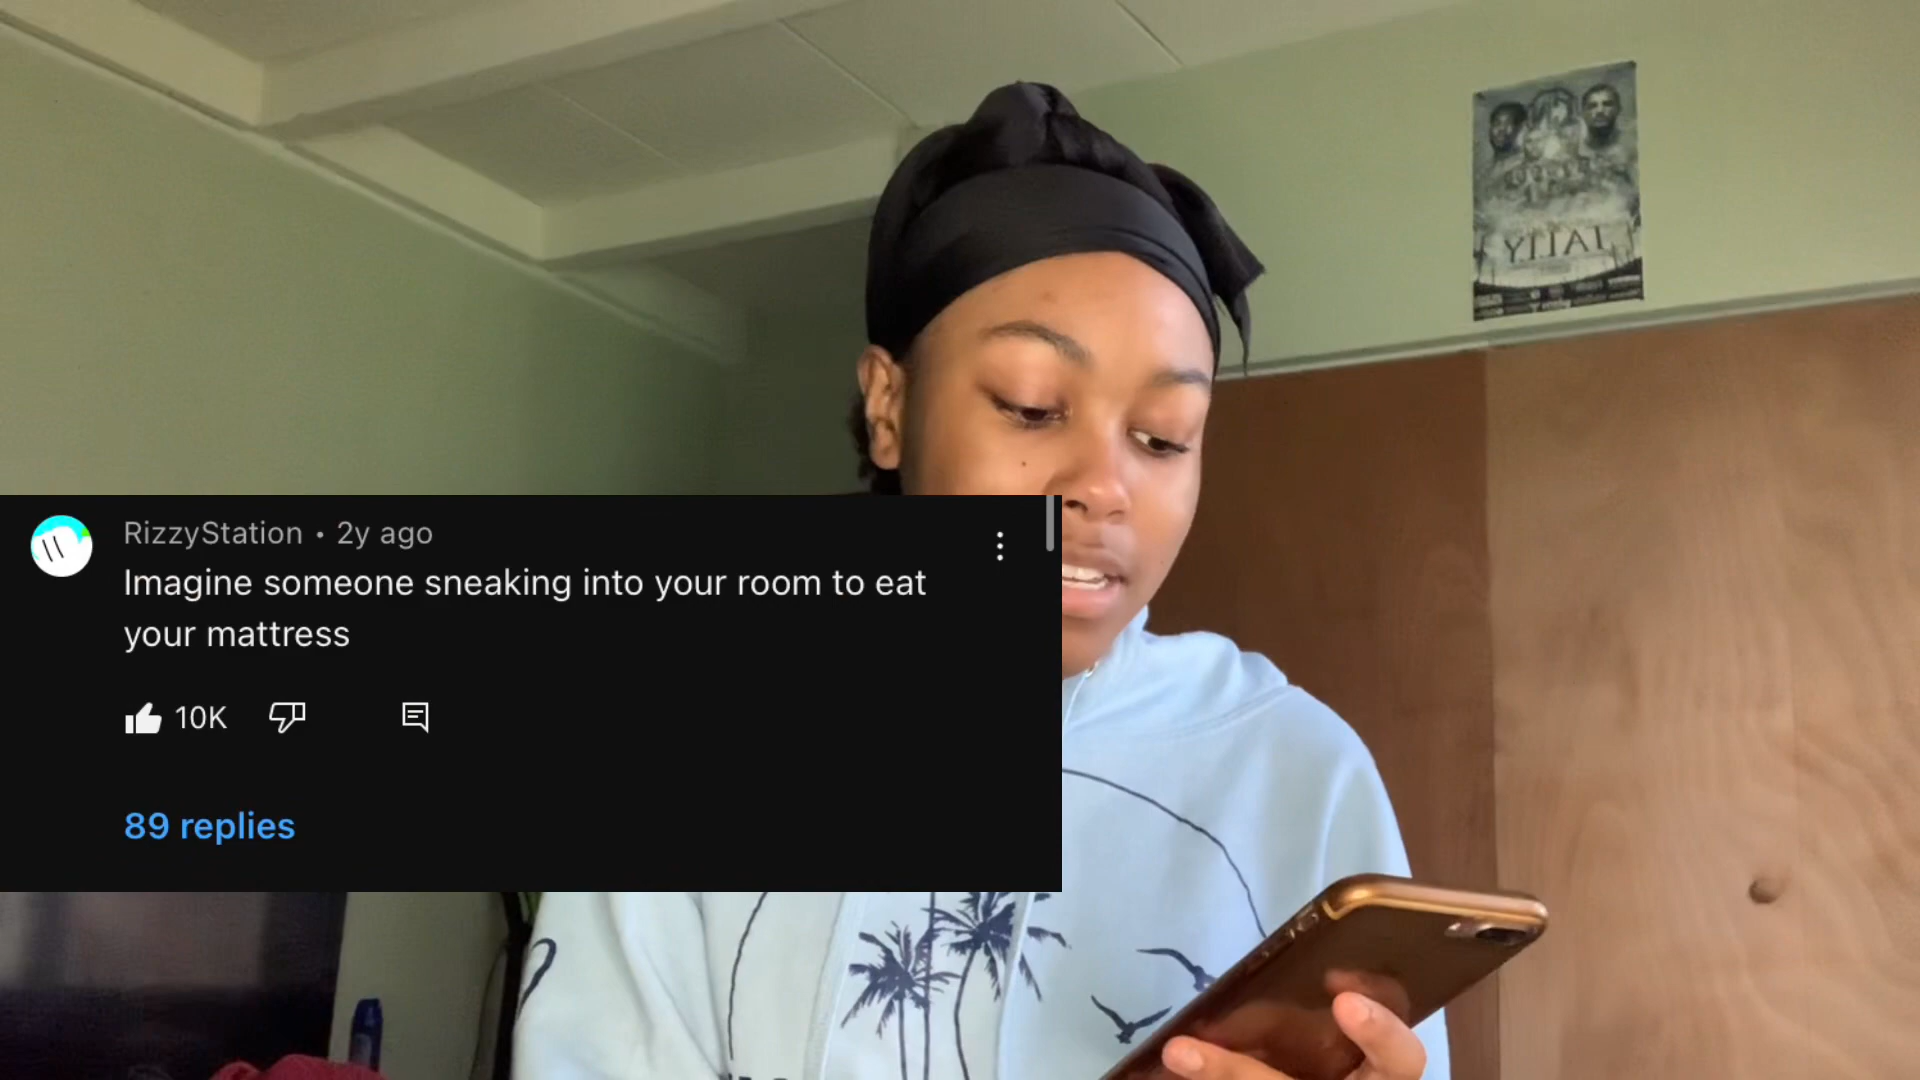 RizzyStation • 2y ago
Imagine someone sneaking into your room to eat
your mattress
10K
89 replies